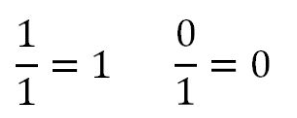 1/1 = 1  0/1 = 0